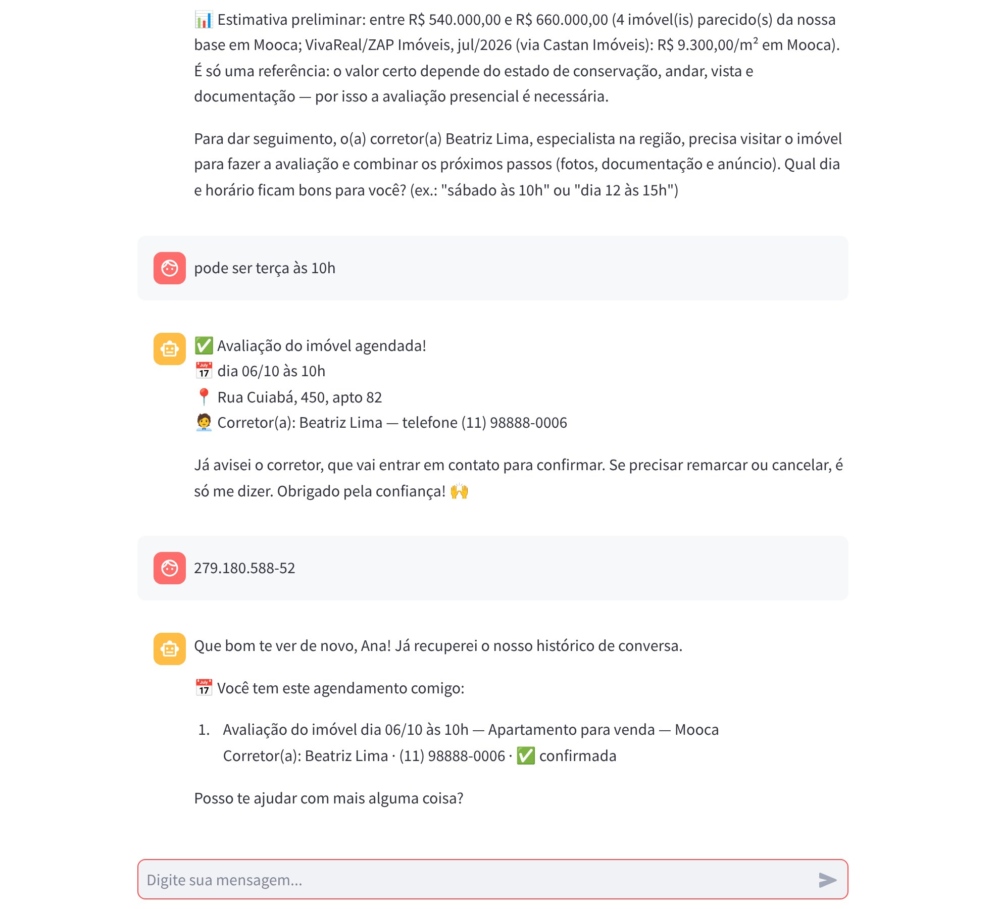 📊 Estimativa preliminar: entre R$ 540.000,00 e R$ 660.000,00 (4 imóvel(is) parecido(s) da nossa
base em Mooca; VivaReal/ZAP Imóveis, jul/2026 (via Castan Imóveis): R$ 9.300,00/m² em Mooca).
É só uma referência: o valor certo depende do estado de conservação, andar, vista e
documentação — por isso a avaliação presencial é necessária.
Para dar seguimento, o(a) corretor(a) Beatriz Lima, especialista na região, precisa visitar o imóvel
para fazer a avaliação e combinar os próximos passos (fotos, documentação e anúncio). Qual dia
e horário ficam bons para você? (ex.: "sábado às 10h" ou "dia 12 às 15h")
pode ser terça às 10h
✅ Avaliação do imóvel agendada!
📅 dia 06/10 às 10h
📍 Rua Cuiabá, 450, apto 82
🧑‍💼 Corretor(a): Beatriz Lima — telefone (11) 98888-0006
Já avisei o corretor, que vai entrar em contato para confirmar. Se precisar remarcar ou cancelar, é
só me dizer. Obrigado pela confiança! 🙌
279.180.588-52
Que bom te ver de novo, Ana! Já recuperei o nosso histórico de conversa.
📅 Você tem este agendamento comigo:
1. Avaliação do imóvel dia 06/10 às 10h — Apartamento para venda — Mooca
Corretor(a): Beatriz Lima · (11) 98888-0006 · ✅ confirmada
Posso te ajudar com mais alguma coisa?
Digite sua mensagem...